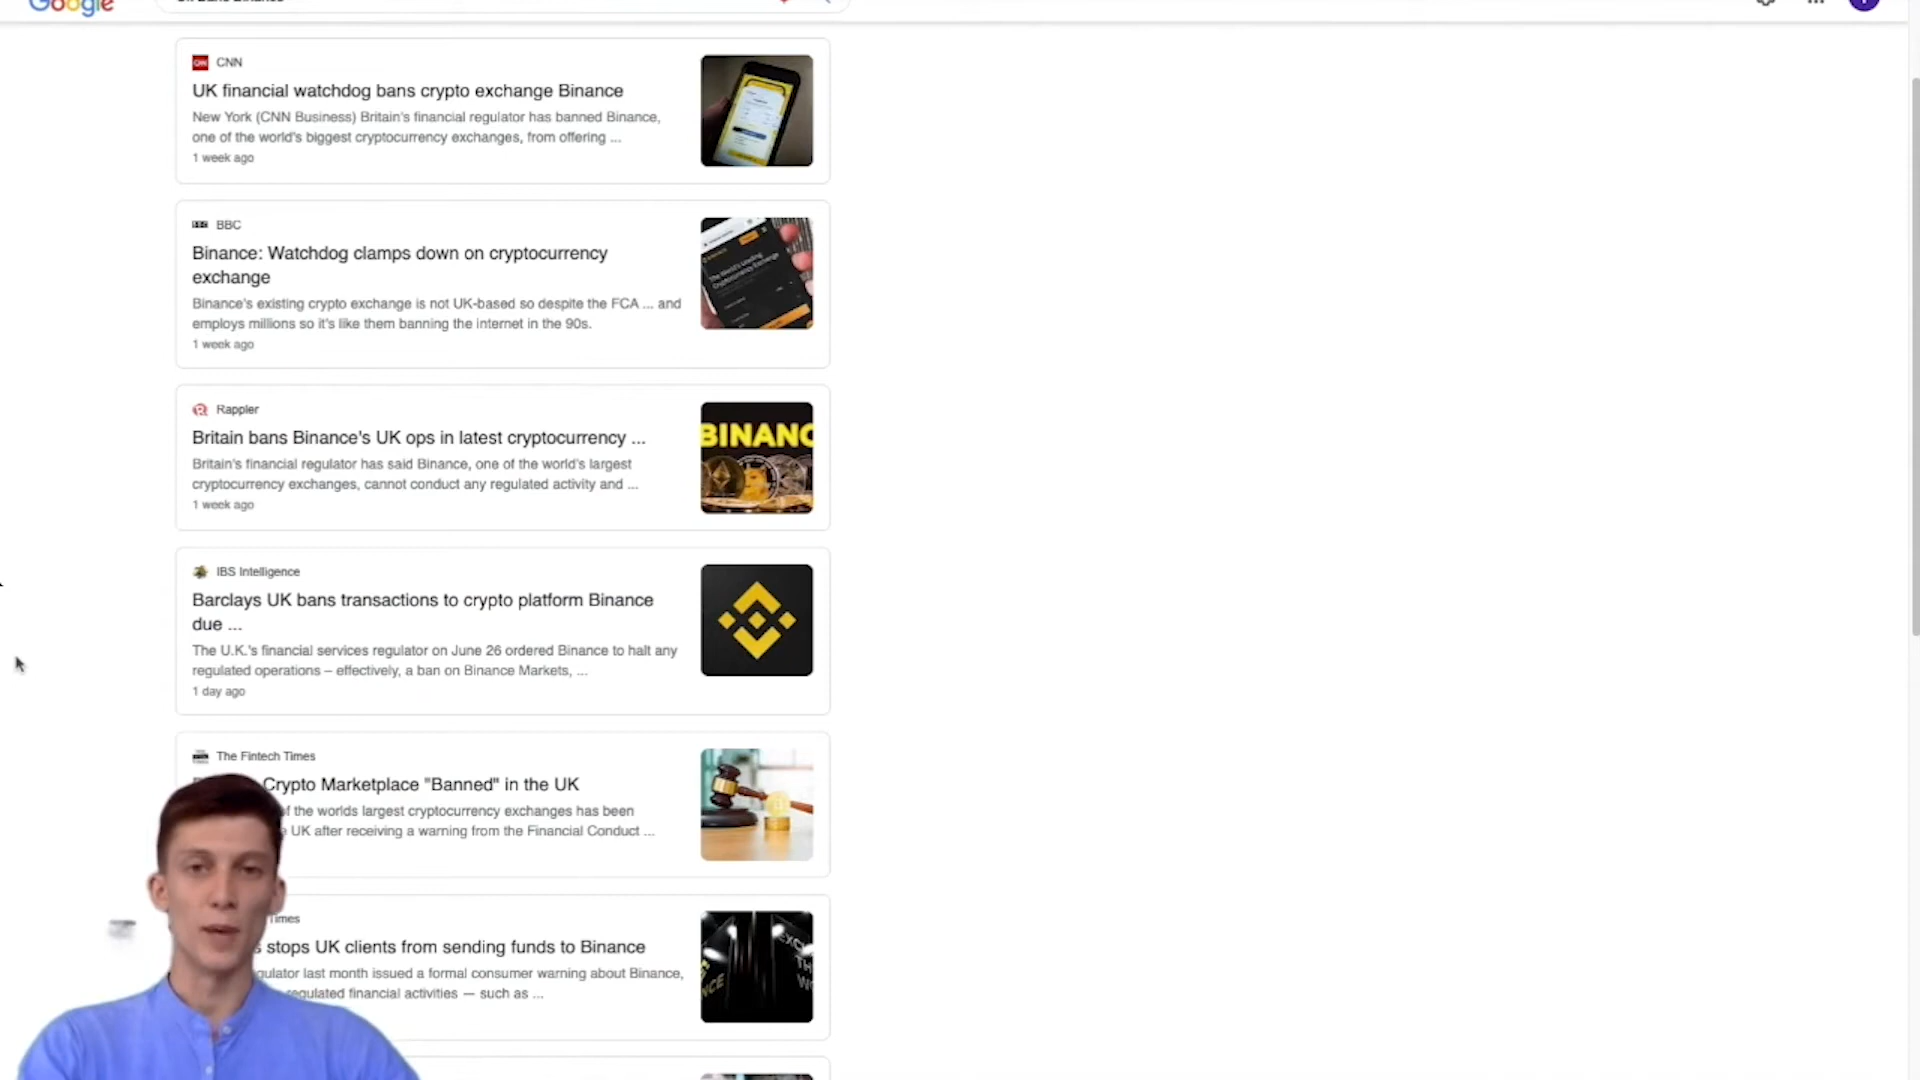 Google
CNN
UK financial watchdog bans crypto exchange Binance
New York (CNN Business) Britain's financial regulator has banned Binance,
one of the world's biggest cryptocurrency exchanges, from offering ...
1 week ago
BBC
Binance: Watchdog clamps down on cryptocurrency
exchange
Binance's existing crypto exchange is not UK-based so despite the FCA ... and
employs millions so it's like them banning the internet in the 90s.
1 week ago
Rappler
Britain bans Binance's UK ops in latest cryptocurrency ...
Britain's financial regulator has said Binance, one of the world's largest
cryptocurrency exchanges, cannot conduct any regulated activity and ...
1 week ago
BINANC
IBS Intelligence
Barclays UK bans transactions to crypto platform Binance
due ...
The U.K.'s financial services regulator on June 26 ordered Binance to halt any
regulated operations – effectively, a ban on Binance Markets, ...
1 day ago
The Fintech Times
Crypto Marketplace "Banned" in the UK
f the worlds largest cryptocurrency exchanges has been
UK after receiving a warning from the Financial Conduct ...
Times
s stops UK clients from sending funds to Binance
gulator last month issued a formal consumer warning about Binance,
regulated financial activities — such as ...